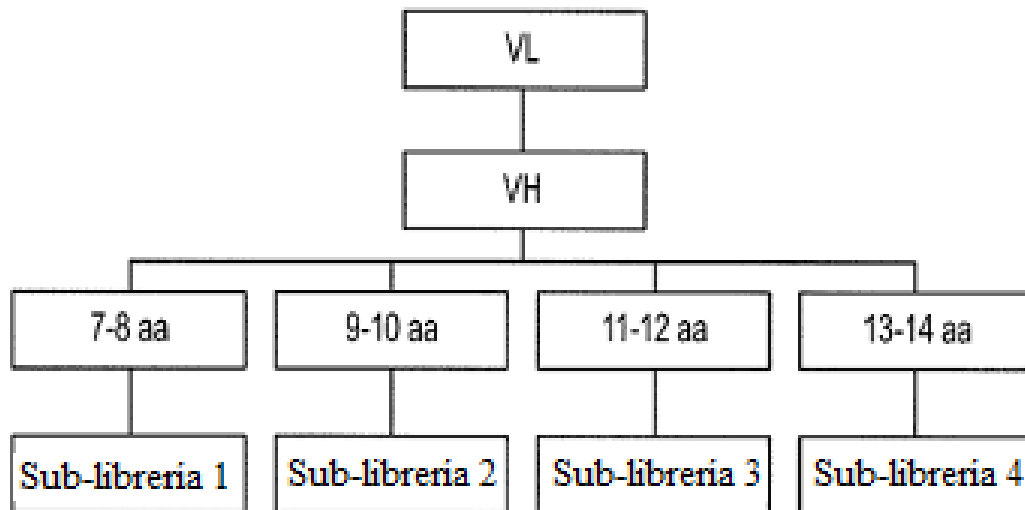 VL
VH
7-8 aa
9-10 aa
11-12 aa
13-14 aa
Sub-libreria 1
Sub-libreria 2
Sub-libreria 3
Sub-libreria 4